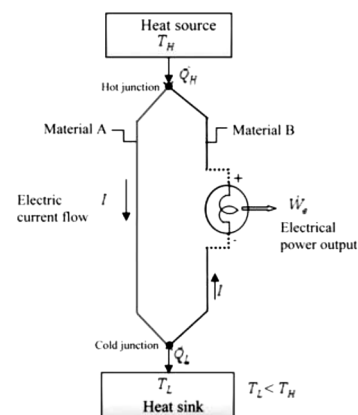 Heat source
T_H
Q̇_H
Hot junction
Material A
Material B
+
Electric
current flow
I
Ẇ_e
Electrical
power output
-
I
Cold junction
Q̇_L
T_L
T_L < T_H
Heat sink